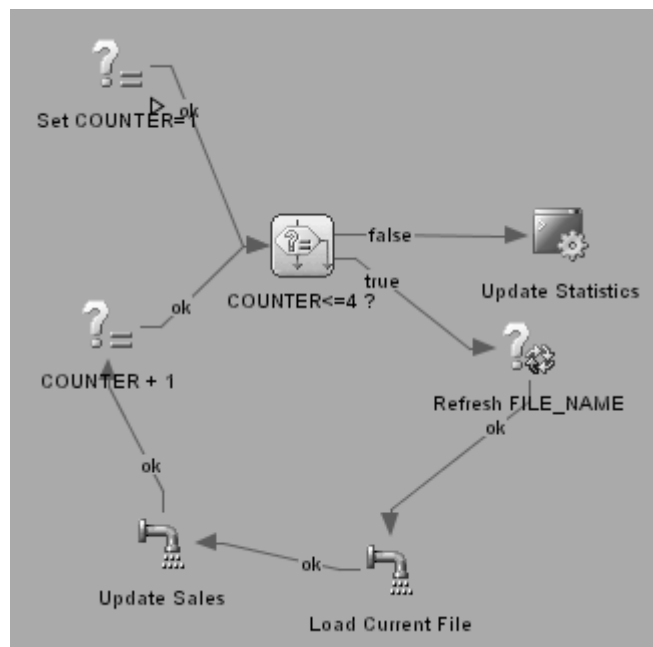 ok
Set COUNTER=1
false
true
Update Statistics
COUNTER<=4 ?
ok
COUNTER + 1
Refresh FILE_NAME
ok
ok
ok
Update Sales
Load Current File